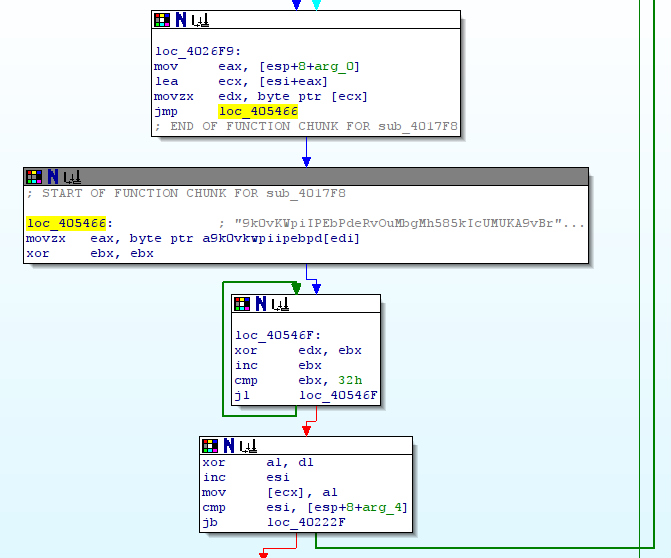 loc_4026F9:
mov eax, [esp+8+arg_0]
lea ecx, [esi+eax]
movzx edx, byte ptr [ecx]
jmp loc_405466
; END OF FUNCTION CHUNK FOR sub_4017F8
; START OF FUNCTION CHUNK FOR sub_4017F8
loc_405466: ; "9kOvKWpiIPEbPdeRvOuMbgMh585kIcUMUKA9vBr"...
movzx eax, byte ptr a9kOvkwpiipebpd[edi]
xor ebx, ebx
loc_40546F:
xor edx, ebx
inc ebx
cmp ebx, 32h
jl loc_40546F
xor al, dl
inc esi
mov [ecx], al
cmp esi, [esp+8+arg_4]
jb loc_40222F